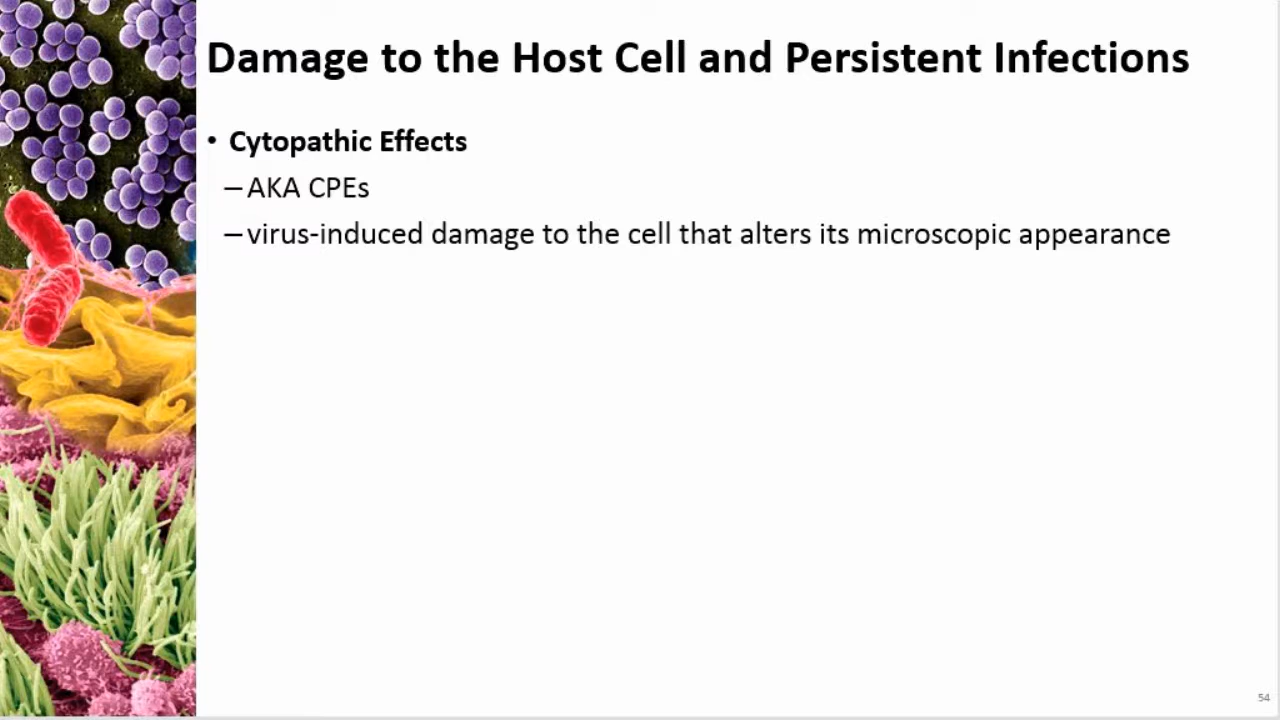 Damage to the Host Cell and Persistent Infections
• Cytopathic Effects
– AKA CPEs
– virus-induced damage to the cell that alters its microscopic appearance
54